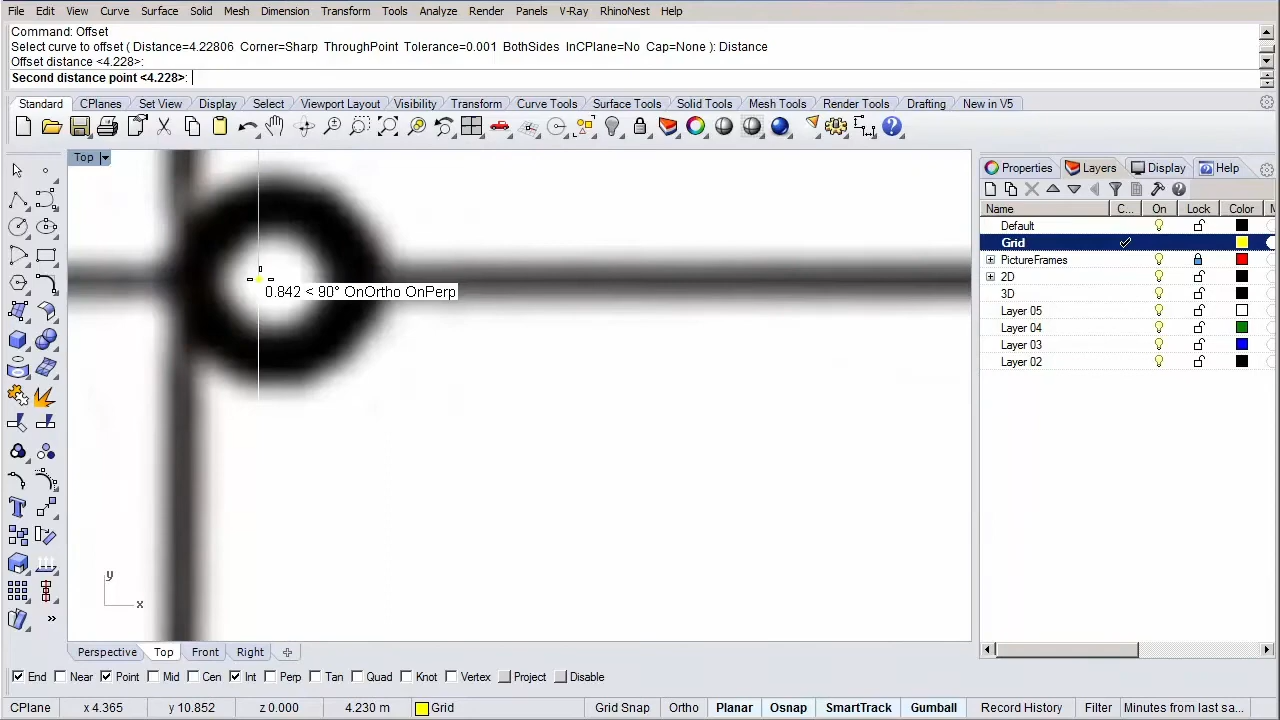 File Edit View Curve Surface Solid Mesh Dimension Transform Tools Analyze Render Panels V-Ray RhinoNest Help
Command: Offset
Select curve to offset ( Distance=4.22806 Corner=Sharp ThroughPoint Tolerance=0.001 BothSides InCPlane=No Cap=None ): Distance
Offset distance <4.228>:
Second distance point <4.228>:
Standard CPlanes Set View Display Select Viewport Layout Visibility Transform Curve Tools Surface Tools Solid Tools Mesh Tools Render Tools Drafting New in V5
Top
Properties Layers Display Help
Name C... On Lock Color M
Default
Grid
PictureFrames
2D
3D
Layer 05
Layer 04
Layer 03
Layer 02
0.842 < 90° OnOrtho OnPerp
y
x
Perspective Top Front Right
End Near Point Mid Cen Int Perp Tan Quad Knot Vertex Project Disable
CPlane x 4.365 y 10.852 z 0.000 4.230 m Grid Grid Snap Ortho Planar Osnap SmartTrack Gumball Record History Filter Minutes from last sa...